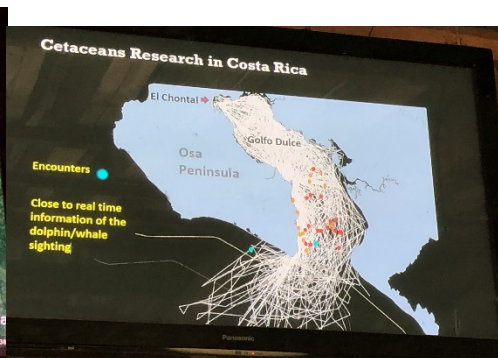 Cetaceans Research in Costa Rica
El Chontal
Golfo Dulce
Osa
Peninsula
Encounters
Close to real time
information of the
dolphin/whale
sighting
Panasonic